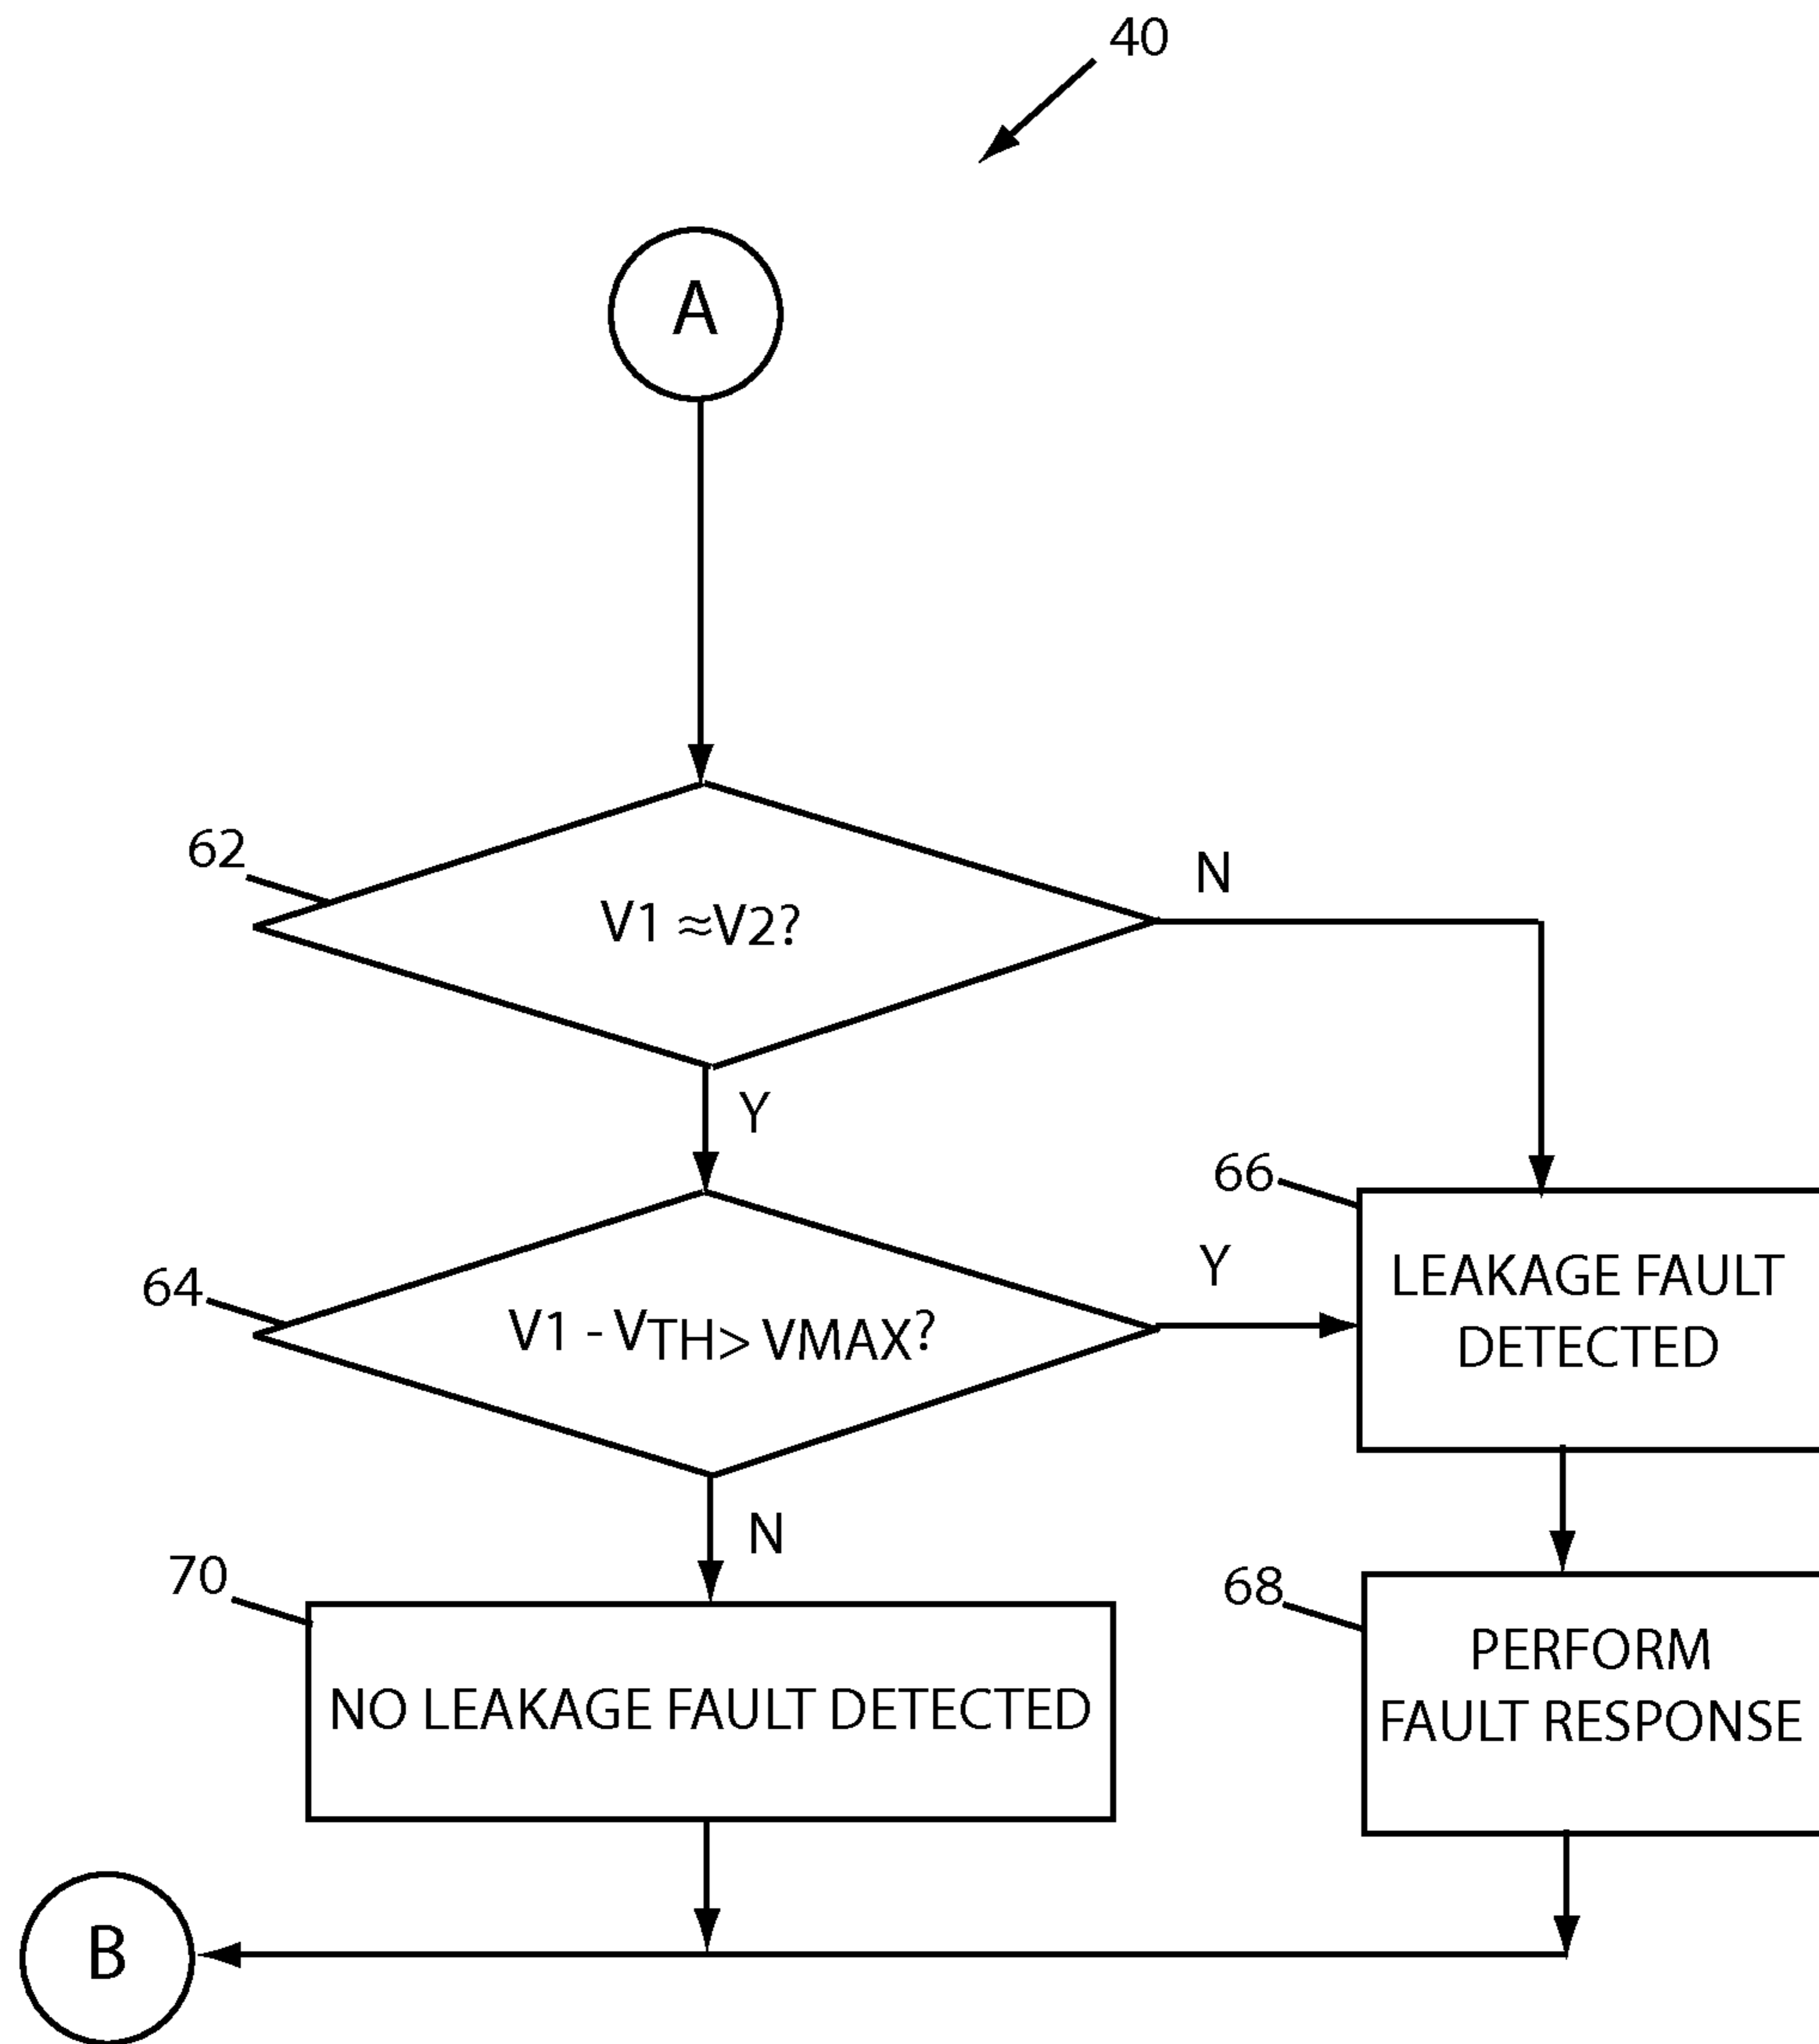 40
A
62
V1 ≈V2?
N
Y
66
LEAKAGE FAULT
DETECTED
64
V1 - VTH> VMAX?
Y
N
70
NO LEAKAGE FAULT DETECTED
68
PERFORM
FAULT RESPONSE
B